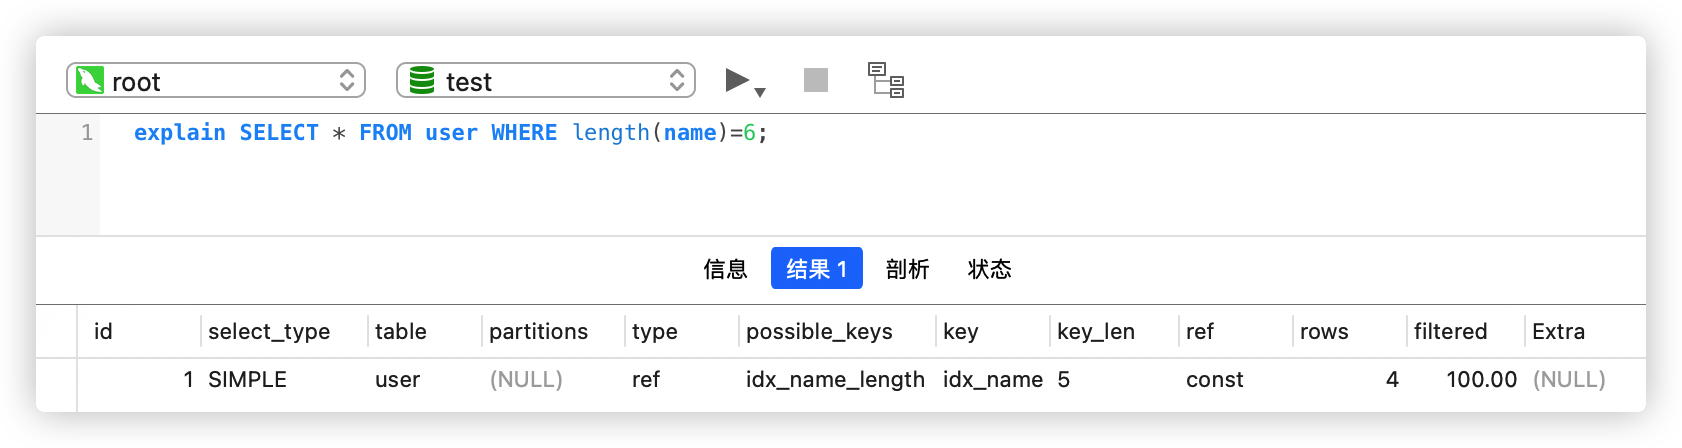 root test
1 explain SELECT * FROM user WHERE length(name)=6;
信息 结果 1 剖析 状态
id select_type table partitions type possible_keys key key_len ref rows filtered Extra
1 SIMPLE user (NULL) ref idx_name_length idx_name 5 const 4 100.00 (NULL)